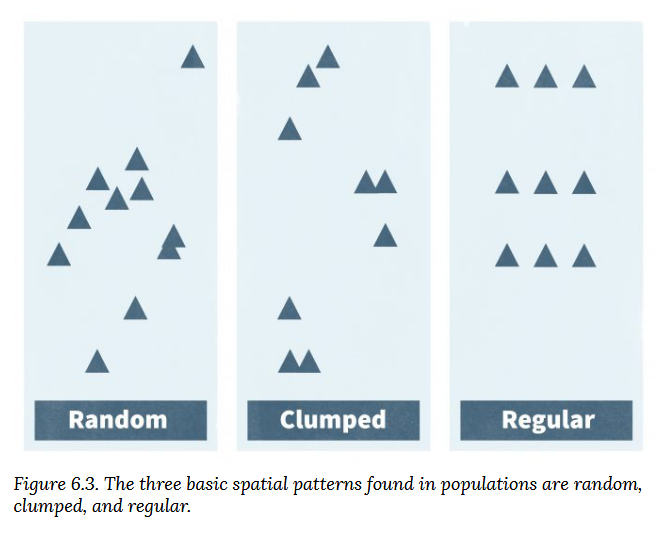 Random
Clumped
Regular
Figure 6.3. The three basic spatial patterns found in populations are random,
clumped, and regular.